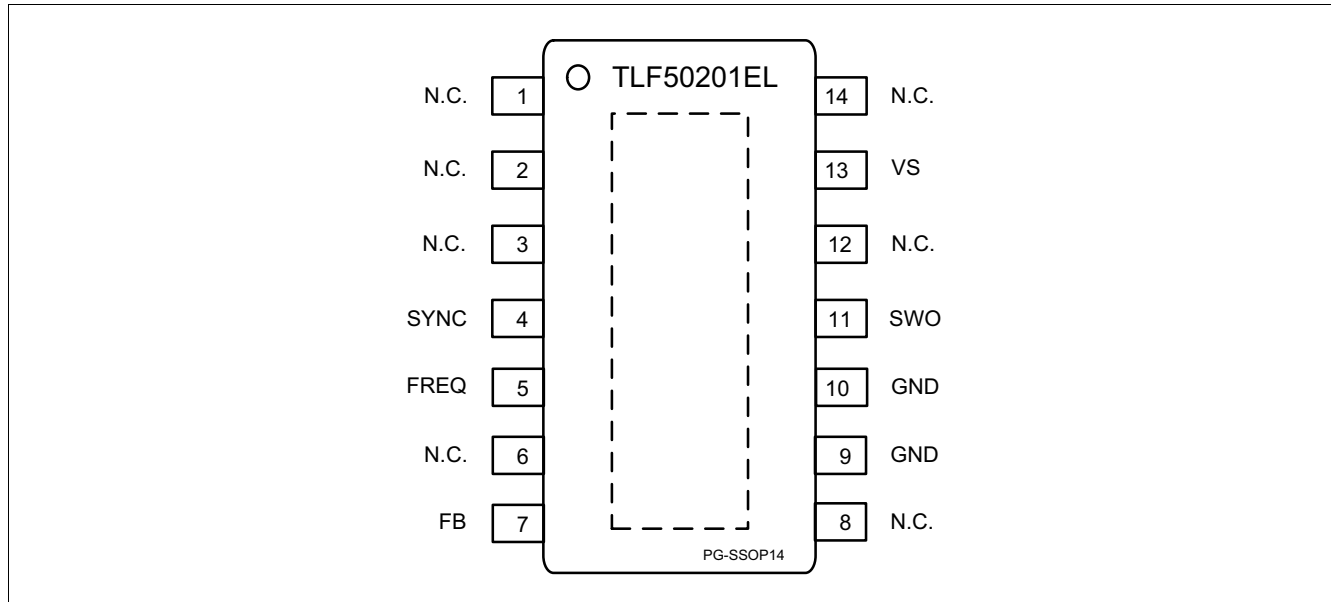 TLF50201EL
N.C. 1 14 N.C.
N.C. 2 13 VS
N.C. 3 12 N.C.
SYNC 4 11 SWO
FREQ 5 10 GND
N.C. 6 9 GND
FB 7 8 N.C.
PG-SSOP14